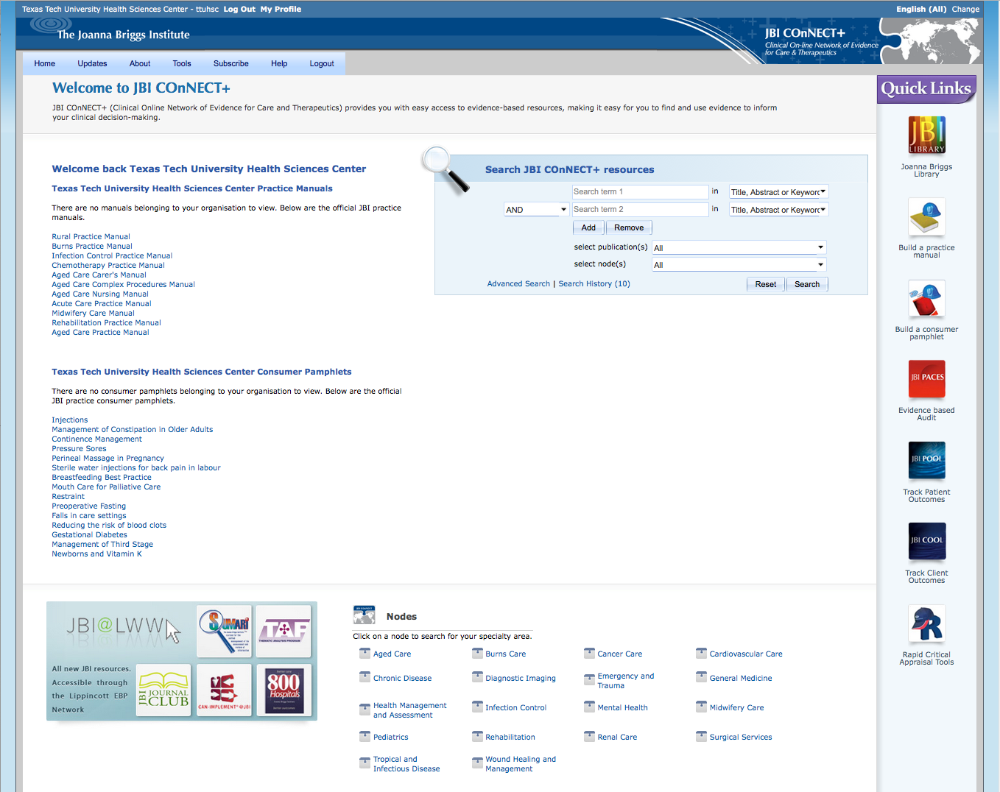 Texas Tech University Health Sciences Center - ttuhsc Log Out My Profile
English (All) Change
The Joanna Briggs Institute
JBI COnNECT+
Clinical On-line Network of Evidence
for Care & Therapeutics
Home Updates About Tools Subscribe Help Logout
Welcome to JBI COnNECT+
JBI COnNECT+ (Clinical Online Network of Evidence for Care and Therapeutics) provides you with easy access to evidence-based resources, making it easy for you to find and use evidence to inform
your clinical decision-making.
Welcome back Texas Tech University Health Sciences Center
Texas Tech University Health Sciences Center Practice Manuals
There are no manuals belonging to your organisation to view. Below are the official JBI practice
manuals.
Rural Practice Manual
Burns Practice Manual
Infection Control Practice Manual
Chemotherapy Practice Manual
Aged Care Carer's Manual
Aged Care Complex Procedures Manual
Aged Care Nursing Manual
Acute Care Practice Manual
Midwifery Care Manual
Rehabilitation Practice Manual
Aged Care Practice Manual
Texas Tech University Health Sciences Center Consumer Pamphlets
There are no consumer pamphlets belonging to your organisation to view. Below are the official
JBI practice consumer pamphlets.
Injections
Management of Constipation in Older Adults
Continence Management
Pressure Sores
Perineal Massage in Pregnancy
Sterile water injections for back pain in labour
Breastfeeding Best Practice
Mouth Care for Palliative Care
Restraint
Preoperative Fasting
Falls in care settings
Reducing the risk of blood clots
Gestational Diabetes
Management of Third Stage
Newborns and Vitamin K
Search JBI COnNECT+ resources
Search term 1 in Title, Abstract or Keyword
AND Search term 2 in Title, Abstract or Keyword
Add Remove
select publication(s) All
select node(s) All
Advanced Search | Search History (10)
Reset Search
Quick Links
JBI
LIBRARY
Joanna Briggs
Library
Build a practice
manual
Build a consumer
pamphlet
JBI PACES
Evidence based
Audit
JBI POOL
Track Patient
Outcomes
JBI COOL
Track Client
Outcomes
R
Rapid Critical
Appraisal Tools
JBI@LWW
SUMARI
TAP
THEMATIC ANALYSIS PROGRAM
All new JBI resources.
Accessible through
the Lippincott EBP
Network
JBI JOURNAL
CLUB
CAN-IMPLEMENT©@JBI
better care
800
Hospitals
better outcomes
Nodes
Click on a node to search for your specialty area.
Aged Care Burns Care Cancer Care Cardiovascular Care
Chronic Disease Diagnostic Imaging Emergency and
Trauma General Medicine
Health Management
and Assessment Infection Control Mental Health Midwifery Care
Pediatrics Rehabilitation Renal Care Surgical Services
Tropical and
Infectious Disease Wound Healing and
Management